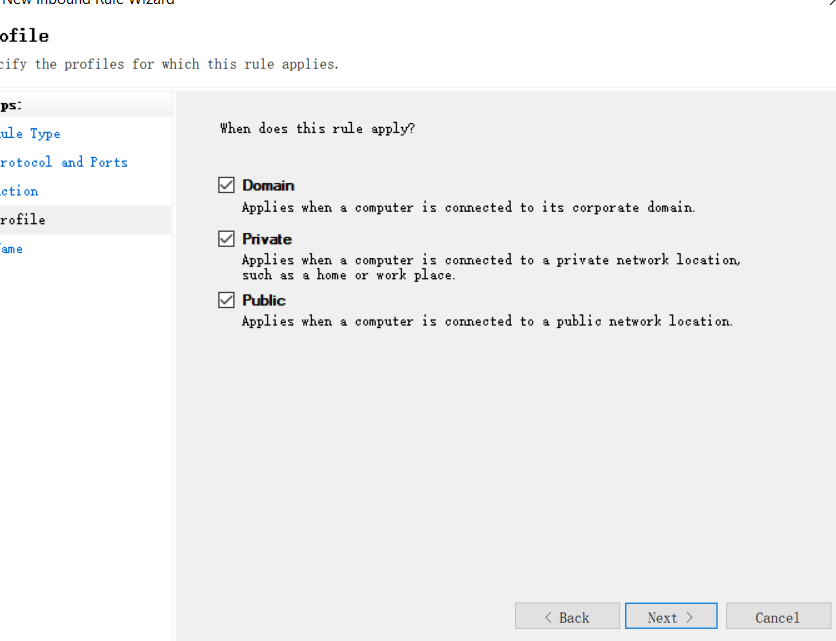 New Inbound Rule Wizard
ofile
cify the profiles for which this rule applies.
ps:
ule Type
rotocol and Ports
ction
rofile
ame
When does this rule apply?
Domain
Applies when a computer is connected to its corporate domain.
Private
Applies when a computer is connected to a private network location,
such as a home or work place.
Public
Applies when a computer is connected to a public network location.
< Back
Next >
Cancel